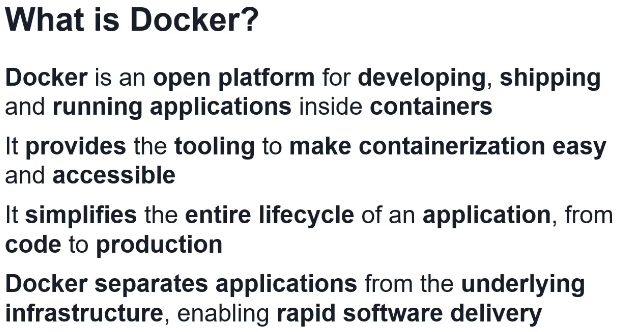 What is Docker?
Docker is an open platform for developing, shipping
and running applications inside containers
It provides the tooling to make containerization easy
and accessible
It simplifies the entire lifecycle of an application, from
code to production
Docker separates applications from the underlying
infrastructure, enabling rapid software delivery